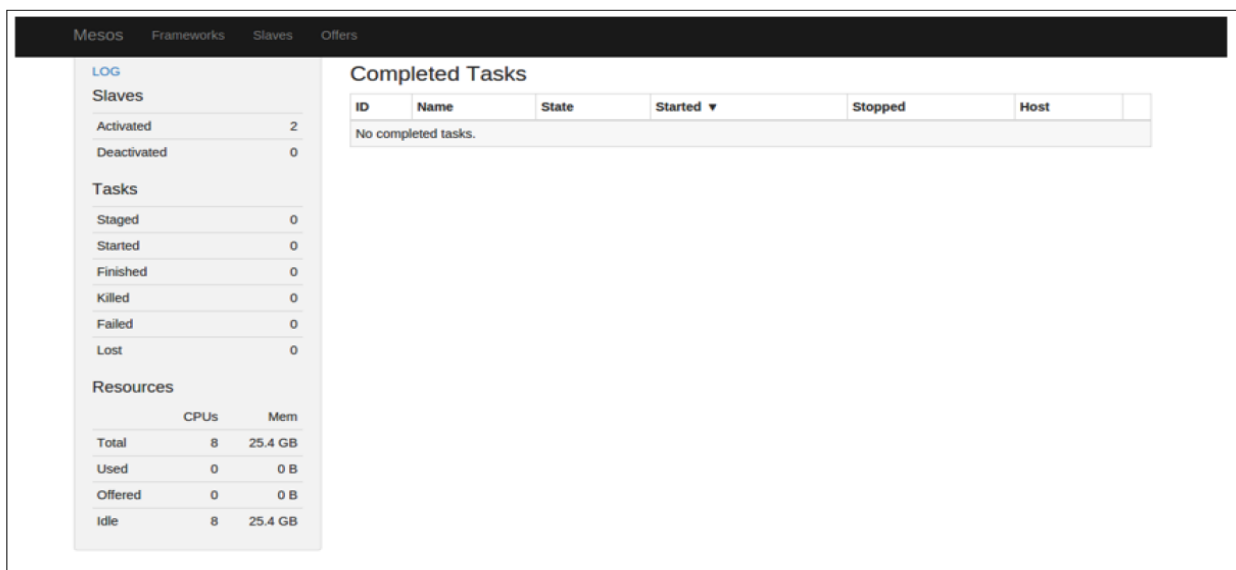 Mesos Frameworks Slaves Offers
LOG
Slaves
Activated 2
Deactivated 0
Tasks
Staged 0
Started 0
Finished 0
Killed 0
Failed 0
Lost 0
Resources
CPUs Mem
Total 8 25.4 GB
Used 0 0 B
Offered 0 0 B
Idle 8 25.4 GB
Completed Tasks
ID Name State Started ▼ Stopped Host
No completed tasks.